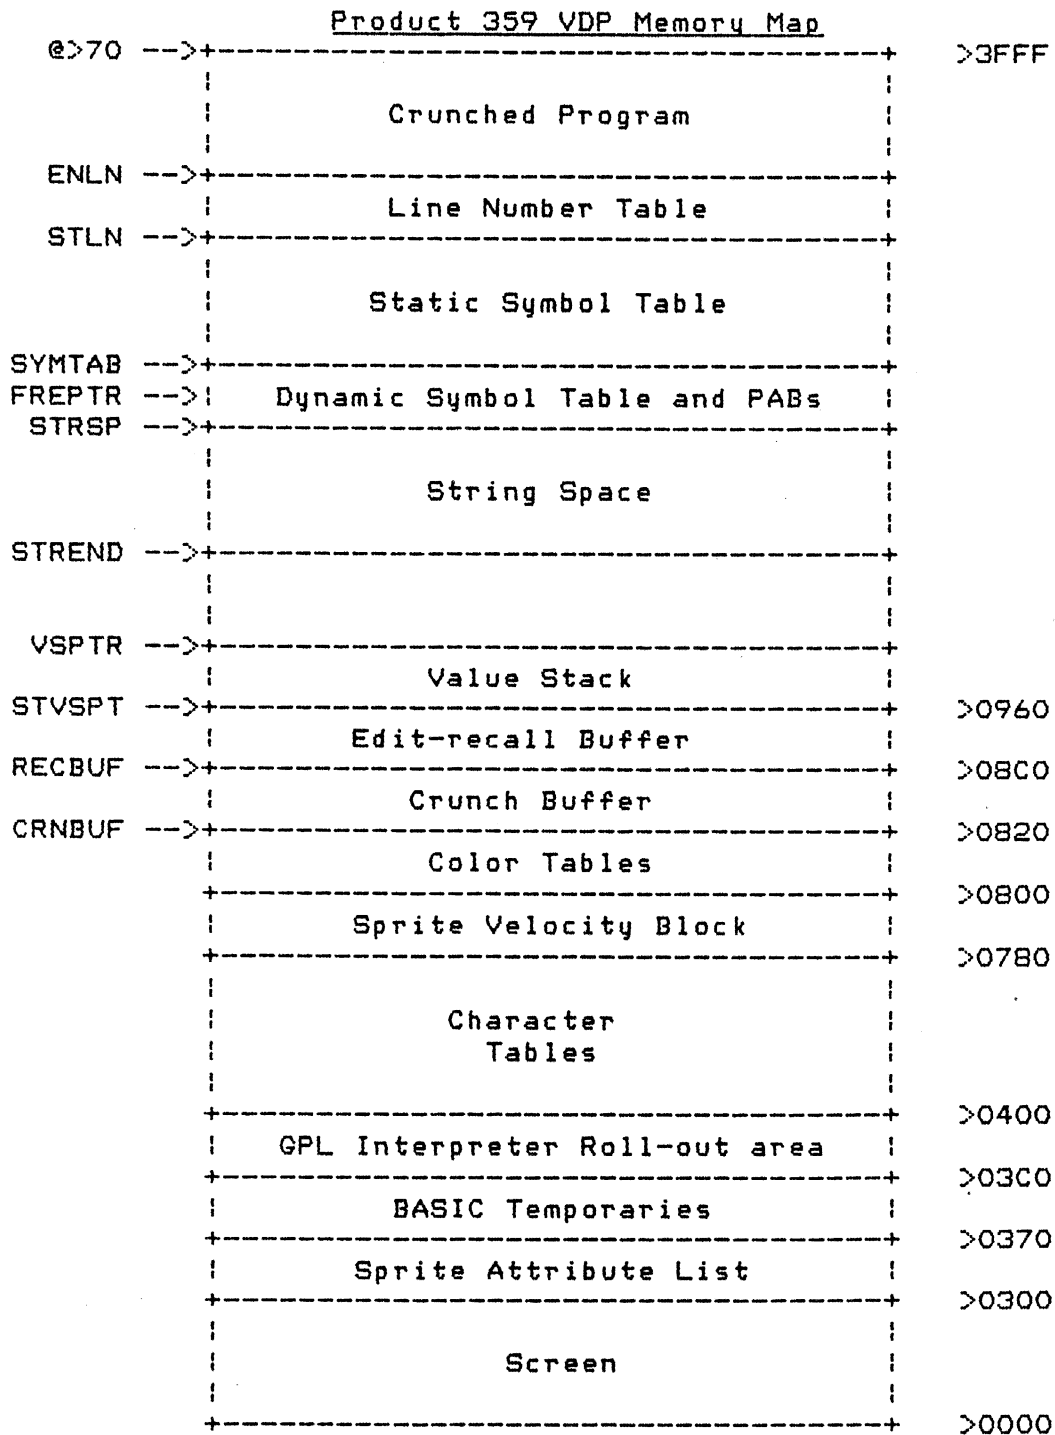 Product 359 VDP Memory Map
@>70 -->+-----------------------------------+ >3FFF
Crunched Program
ENLN -->+-----------------------------------+
Line Number Table
STLN -->+-----------------------------------+
Static Symbol Table
SYMTAB -->+-----------------------------------+
FREPTR -->¦ Dynamic Symbol Table and PABs ¦
STRSP -->+-----------------------------------+
String Space
STREND -->+-----------------------------------+
VSPTR -->+-----------------------------------+
Value Stack
STVSPT -->+-----------------------------------+ >0960
Edit-recall Buffer
RECBUF -->+-----------------------------------+ >08C0
Crunch Buffer
CRNBUF -->+-----------------------------------+ >0820
Color Tables
+-----------------------------------+ >0800
Sprite Velocity Block
+-----------------------------------+ >0780
Character
Tables
+-----------------------------------+ >0400
GPL Interpreter Roll-out area
+-----------------------------------+ >03C0
BASIC Temporaries
+-----------------------------------+ >0370
Sprite Attribute List
+-----------------------------------+ >0300
Screen
+-----------------------------------+ >0000